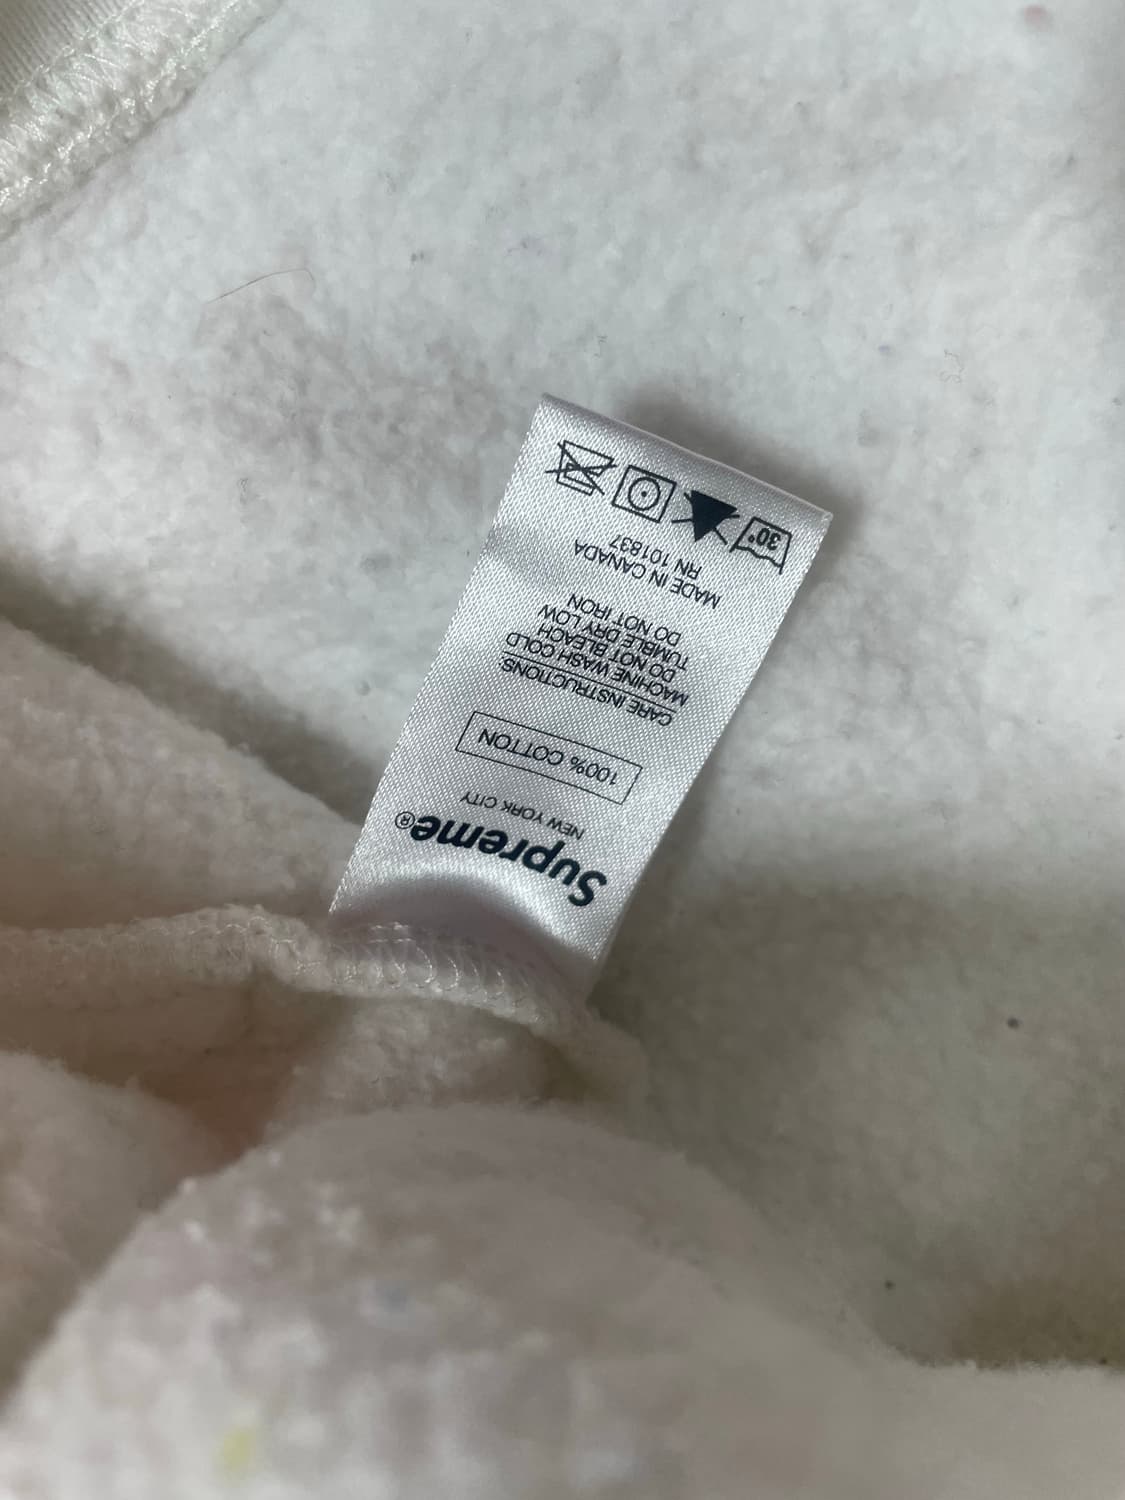 Supreme®
NEW YORK CITY
100% COTTON
CARE INSTRUCTIONS:
MACHINE WASH COLD
DO NOT BLEACH
TUMBLE DRY LOW
DO NOT IRON
MADE IN CANADA
RN 101837
30°